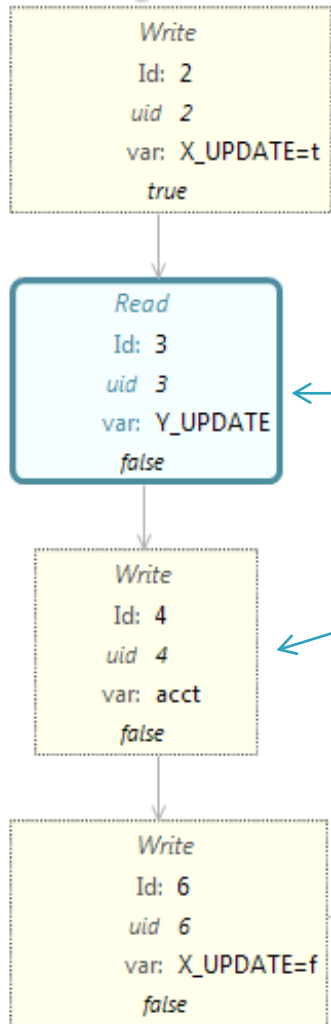 Write
Id: 2
uid 2
var: X_UPDATE=t
true
Read
Id: 3
uid 3
var: Y_UPDATE
false
Write
Id: 4
uid 4
var: acct
false
Write
Id: 6
uid 6
var: X_UPDATE=f
false